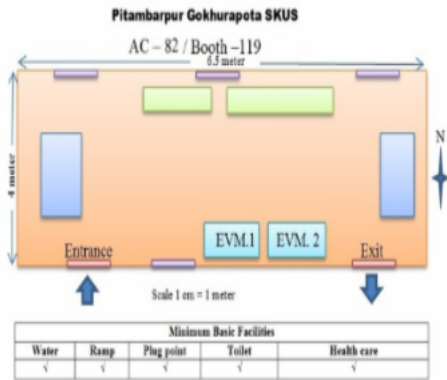 Pitambarpur Gokhurapota SKUS
AC – 82 / Booth –119
6.5 meter
4 meter
N
EVM.1
EVM. 2
Entrance
Exit
Scale 1 cm = 1 meter
Minimum Basic Facilities
Water Ramp Plug point Toilet Health care
√ √ √ √ √